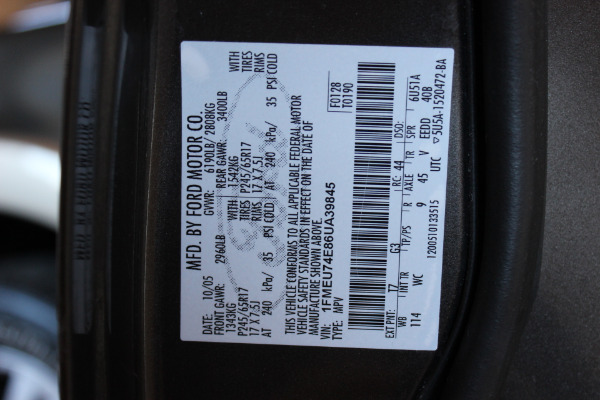 MFD. BY FORD MOTOR CO.
DATE: 10/05 GVWR: 6190LB/ 2808KG
FRONT GAWR: 2960LB REAR GAWR: 3400LB
1343KG WITH 1542KG WITH
P245/65R17 TIRES P245/65R17 TIRES
17 X 7.5J RIMS 17 X 7.5J RIMS
AT 240 kPa/ 35 PSI COLD AT 240 kPa/ 35 PSI COLD
THIS VEHICLE CONFORMS TO ALL APPLICABLE FEDERAL MOTOR
VEHICLE SAFETY STANDARDS IN EFFECT ON THE DATE OF
MANUFACTURE SHOWN ABOVE.
VIN: 1FMEU74E86UA39845
TYPE: MPV
F0128
T0190
EXT PNT: T7 G3 RC: 44 DSO:
WB INT TR TP/PS R AXLE TR SPR 6U51A
114 WC 9 45 V EEDD 40B
1200510133515 UTC 5U5A-1520472-BA